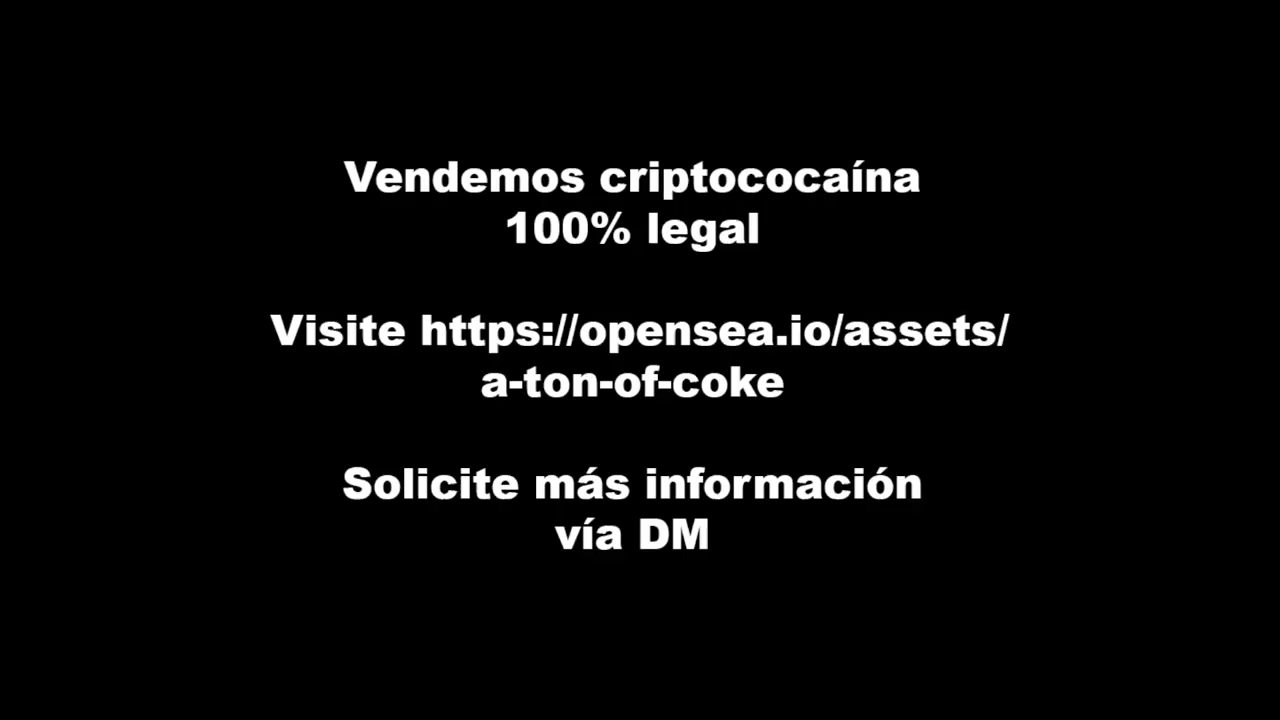 Vendemos criptococaína
100% legal
Visite https://opensea.io/assets/
a-ton-of-coke
Solicite más información
vía DM